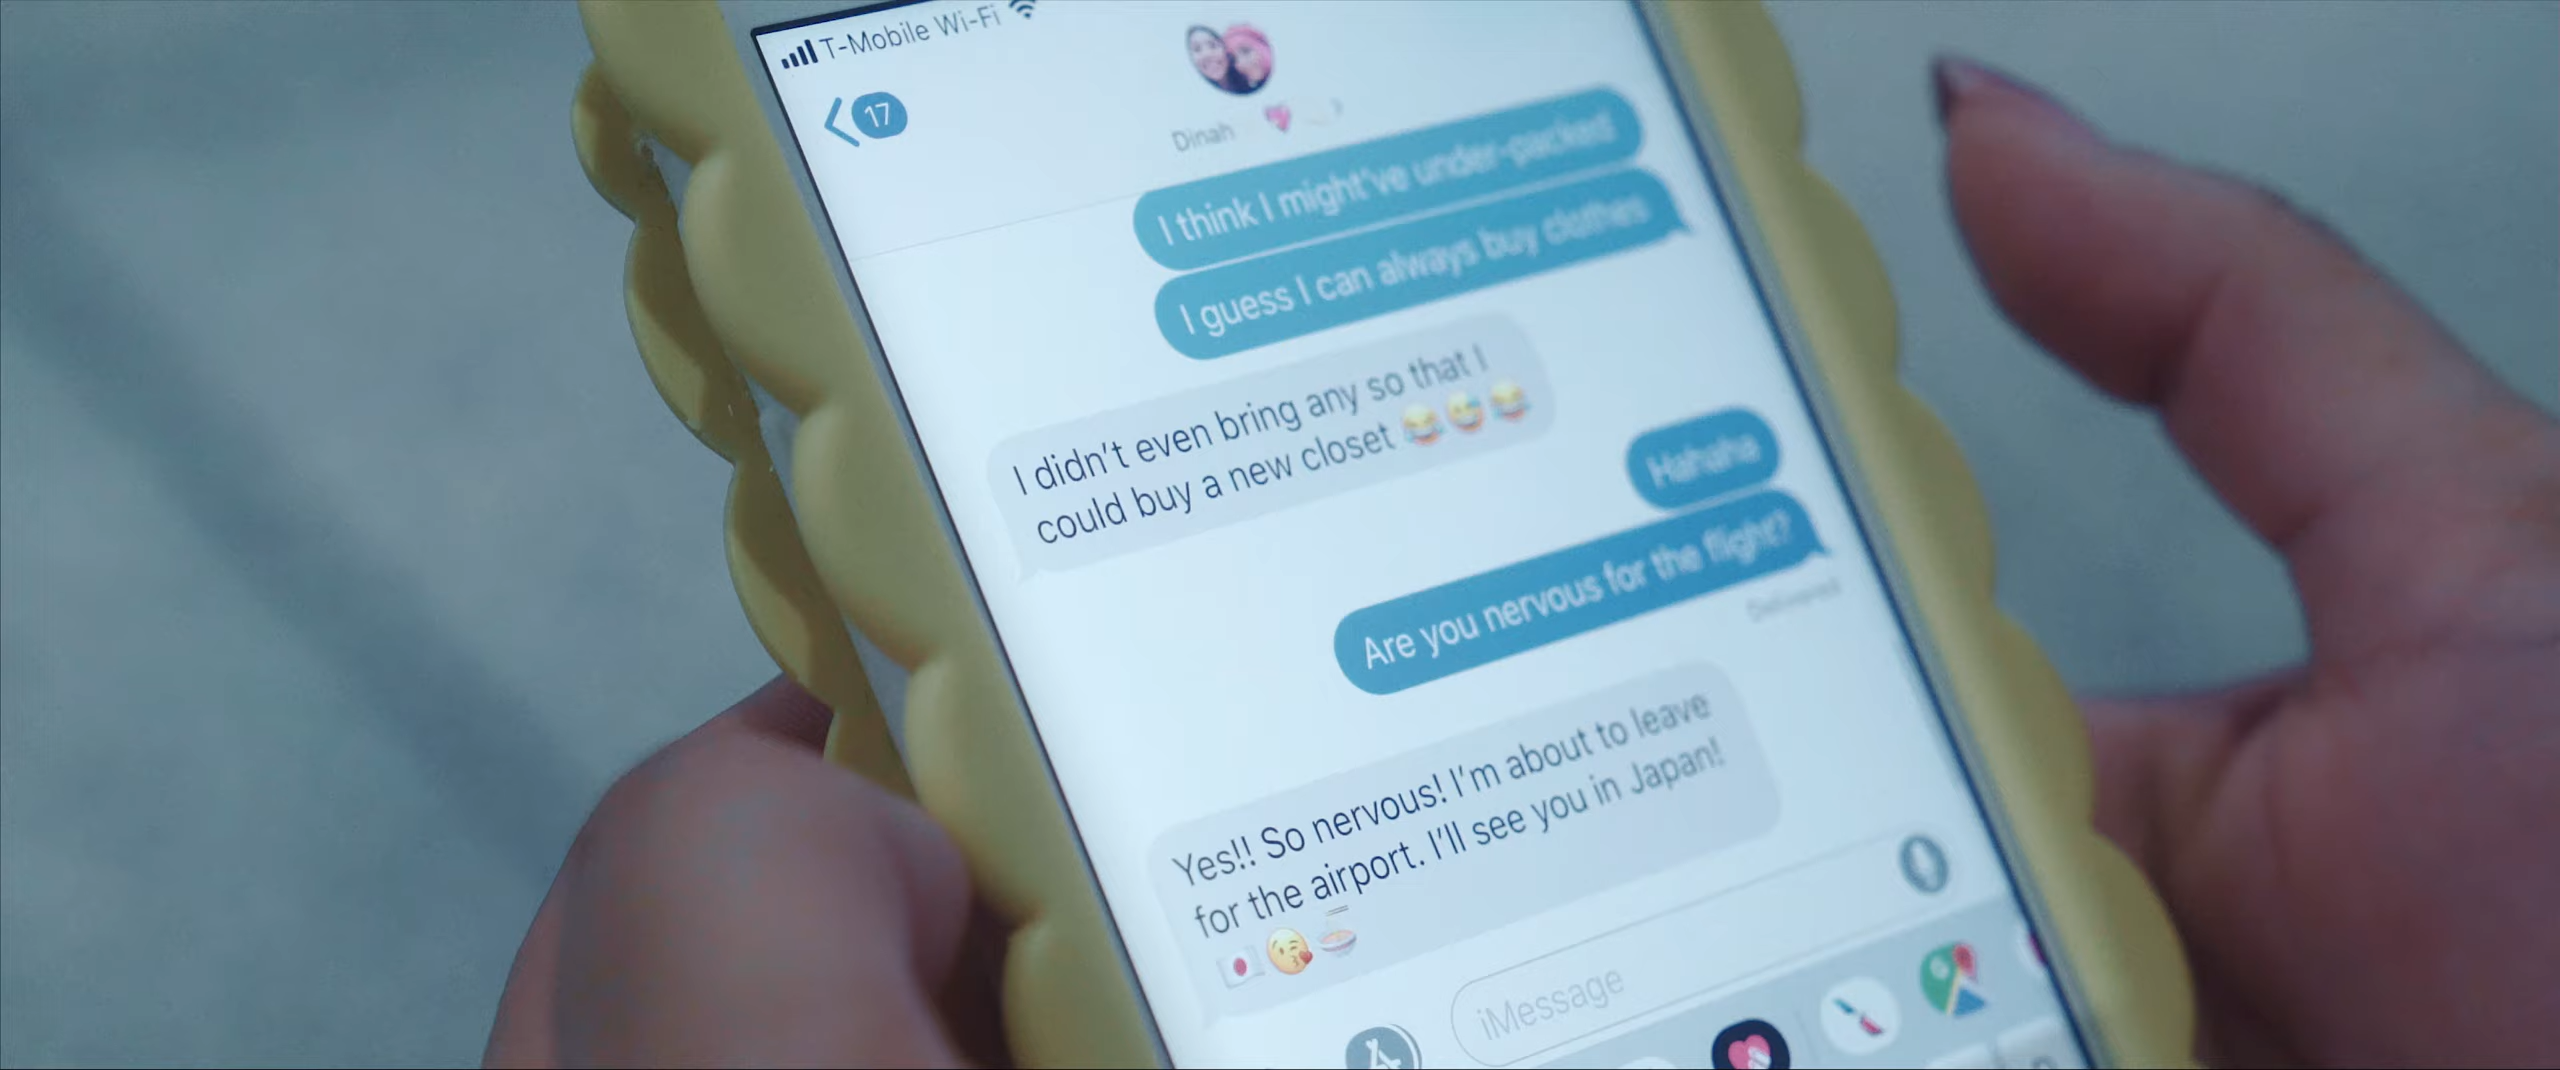 T-Mobile Wi-Fi
17
Dinah
I think I might've under-packed
I guess I can always buy clothes
I didn't even bring any so that I
could buy a new closet 😂😅😂
Hahaha
Are you nervous for the flight?
Delivered
Yes!! So nervous! I'm about to leave
for the airport. I'll see you in Japan!
🇯🇵😘🍜
iMessage